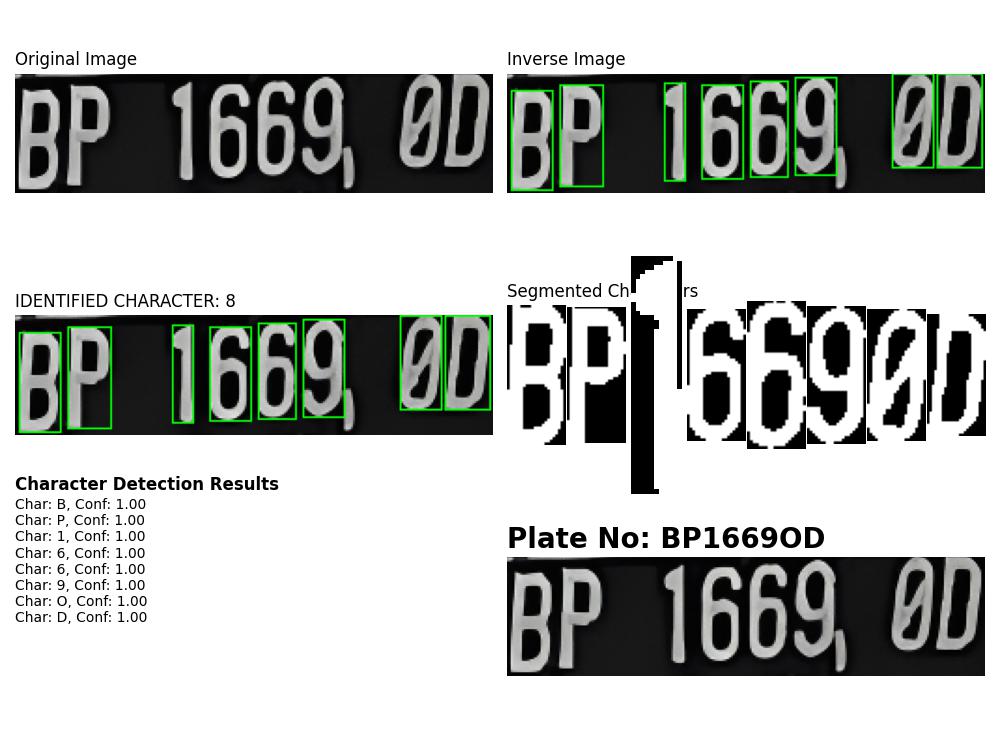 Original Image
BP 1669, 0D
Inverse Image
BP 1669, 0D
IDENTIFIED CHARACTER: 8
BP 1669, 0D
Segmented Ch rs
BP16690D
Character Detection Results
Char: B, Conf: 1.00
Char: P, Conf: 1.00
Char: 1, Conf: 1.00
Char: 6, Conf: 1.00
Char: 6, Conf: 1.00
Char: 9, Conf: 1.00
Char: O, Conf: 1.00
Char: D, Conf: 1.00
Plate No: BP1669OD
BP 1669, 0D